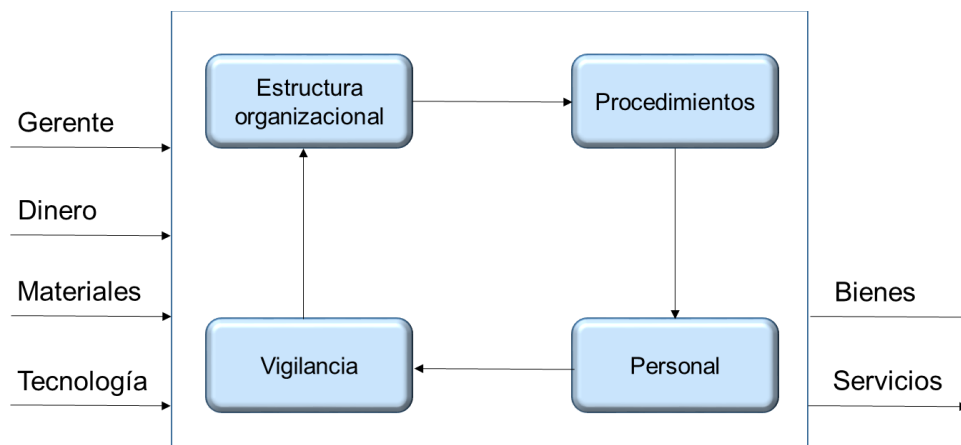 Estructura
organizacional
Procedimientos
Gerente
Dinero
Materiales
Tecnología
Vigilancia
Personal
Bienes
Servicios